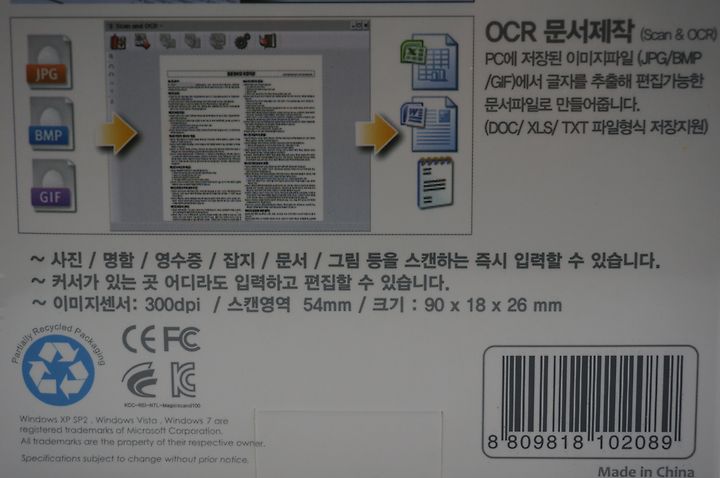 Scan and OCR
JPG
BMP
GIF
OCR 문서제작 (Scan & OCR)
PC에 저장된 이미지파일 (JPG/BMP
/GIF)에서 글자를 추출해 편집가능한
문서파일로 만들어줍니다.
(DOC/ XLS/ TXT 파일형식 저장지원)
~ 사진 / 명함 / 영수증 / 잡지 / 문서 / 그림 등을 스캔하는 즉시 입력할 수 있습니다.
~ 커서가 있는 곳 어디라도 입력하고 편집할 수 있습니다.
~ 이미지센서: 300dpi / 스캔영역 54mm / 크기 : 90 x 18 x 26 mm
Partially Recycled Packaging
CE FC
KCC-REI-NTL-Magicscand100
Windows XP SP2 , Windows Vista , Windows 7 are
registered trademarks of Microsoft Corporation.
All trademarks are the property of their respective owner.
Specifications subject to change without prior notice.
8 809818 102089
Made in China